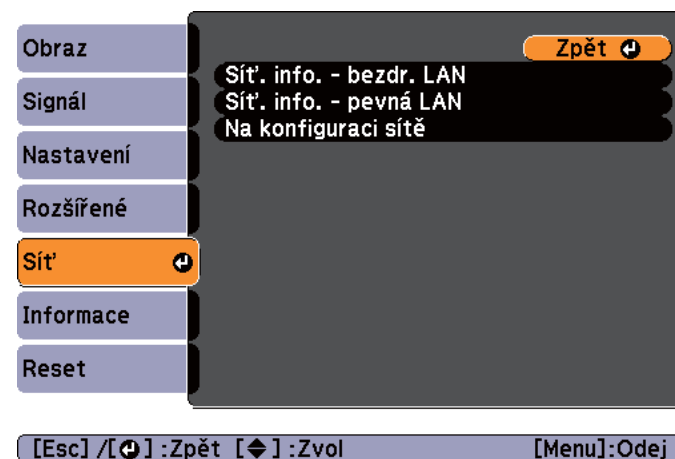 Obraz
Signál
Nastavení
Rozšířené
Síť
Informace
Reset
Zpět
Síť. info. - bezdr. LAN
Síť. info. - pevná LAN
Na konfiguraci sítě
[Esc] /[⏎] :Zpět [◆] :Zvol [Menu]:Odej